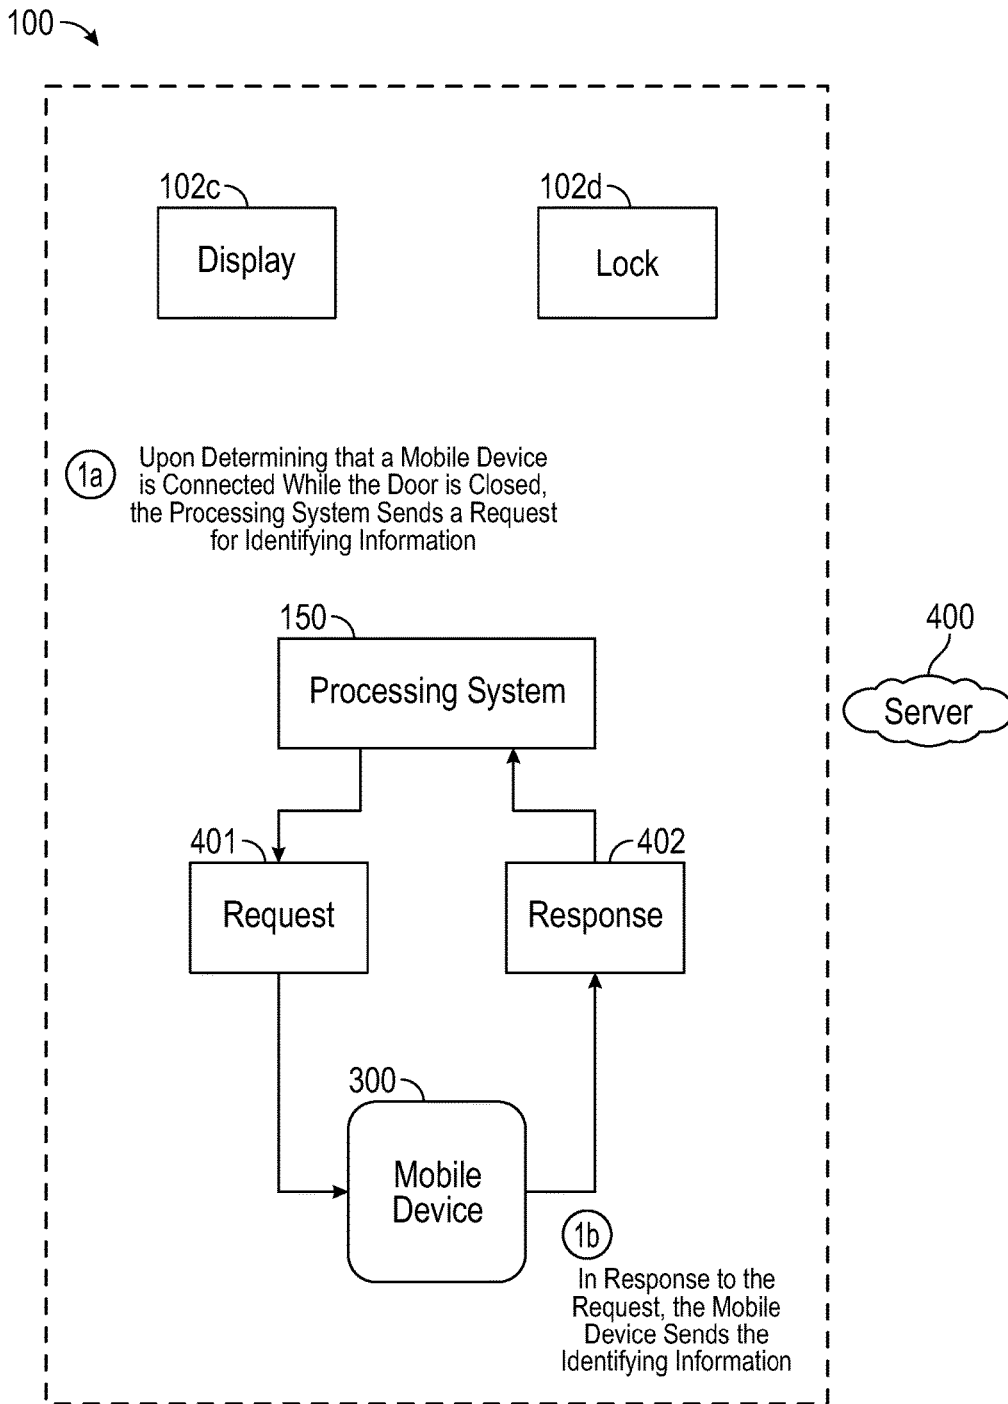 100
102c
102d
Display
Lock
1a
Upon Determining that a Mobile Device
is Connected While the Door is Closed,
the Processing System Sends a Request
for Identifying Information
150
Processing System
400
Server
401
402
Request
Response
300
Mobile
Device
1b
In Response to the
Request, the Mobile
Device Sends the
Identifying Information